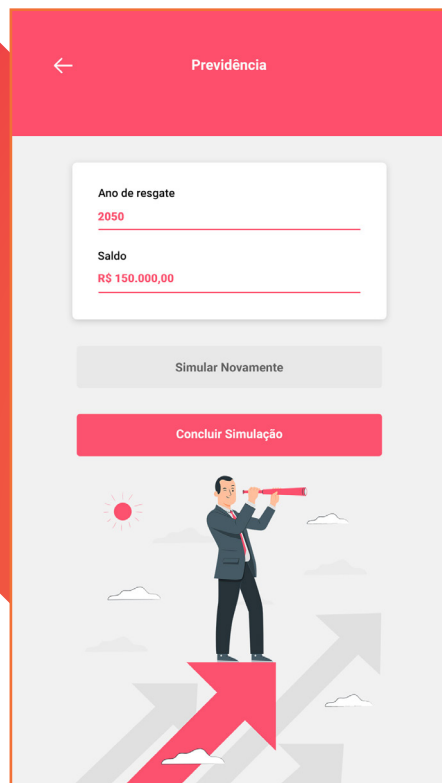 Previdência
Ano de resgate
2050
Saldo
R$ 150.000,00
Simular Novamente
Concluir Simulação